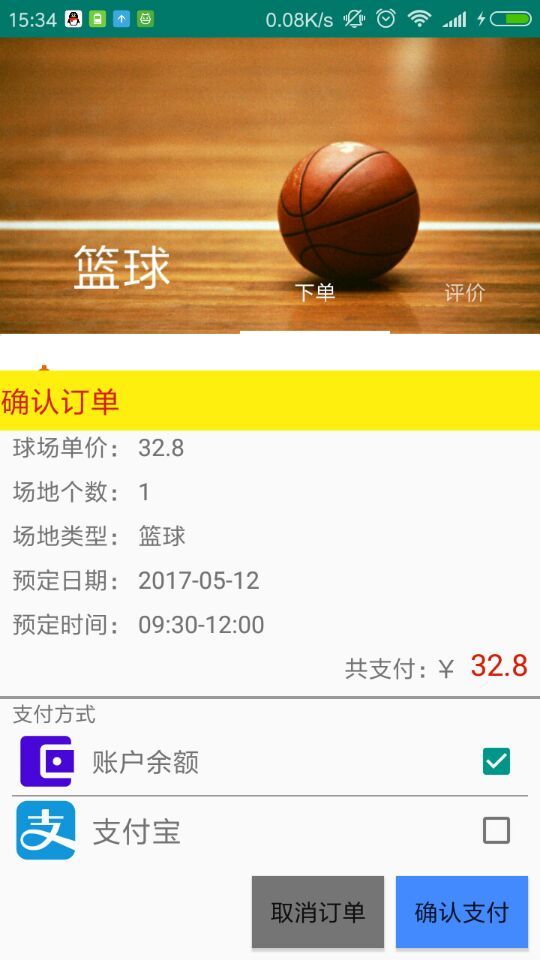 15:34 0.08K/s
篮球 下单 评价
确认订单
球场单价： 32.8
场地个数： 1
场地类型： 篮球
预定日期： 2017-05-12
预定时间： 09:30-12:00
共支付：￥ 32.8
支付方式
账户余额
支 支付宝
取消订单 确认支付